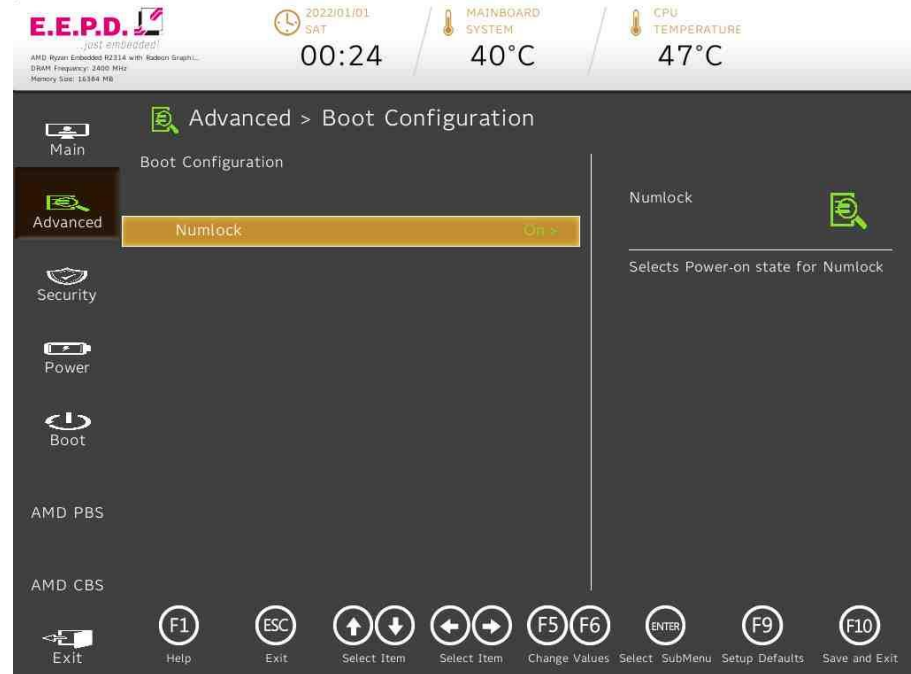 E.E.P.D.
...just embedded!
AMD Ryzen Embedded R2314 with Radeon Graphi...
DRAM Frequency: 2400 MHz
Memory Size: 16384 MB
2022/01/01
SAT
00:24
MAINBOARD
SYSTEM
40°C
CPU
TEMPERATURE
47°C
Main
Advanced
Security
Power
Boot
AMD PBS
AMD CBS
Exit
Advanced > Boot Configuration
Boot Configuration
Numlock On >
Numlock
Selects Power-on state for Numlock
F1
Help
ESC
Exit
Select Item
Select Item
F5 F6
Change Values
ENTER
Select SubMenu
F9
Setup Defaults
F10
Save and Exit